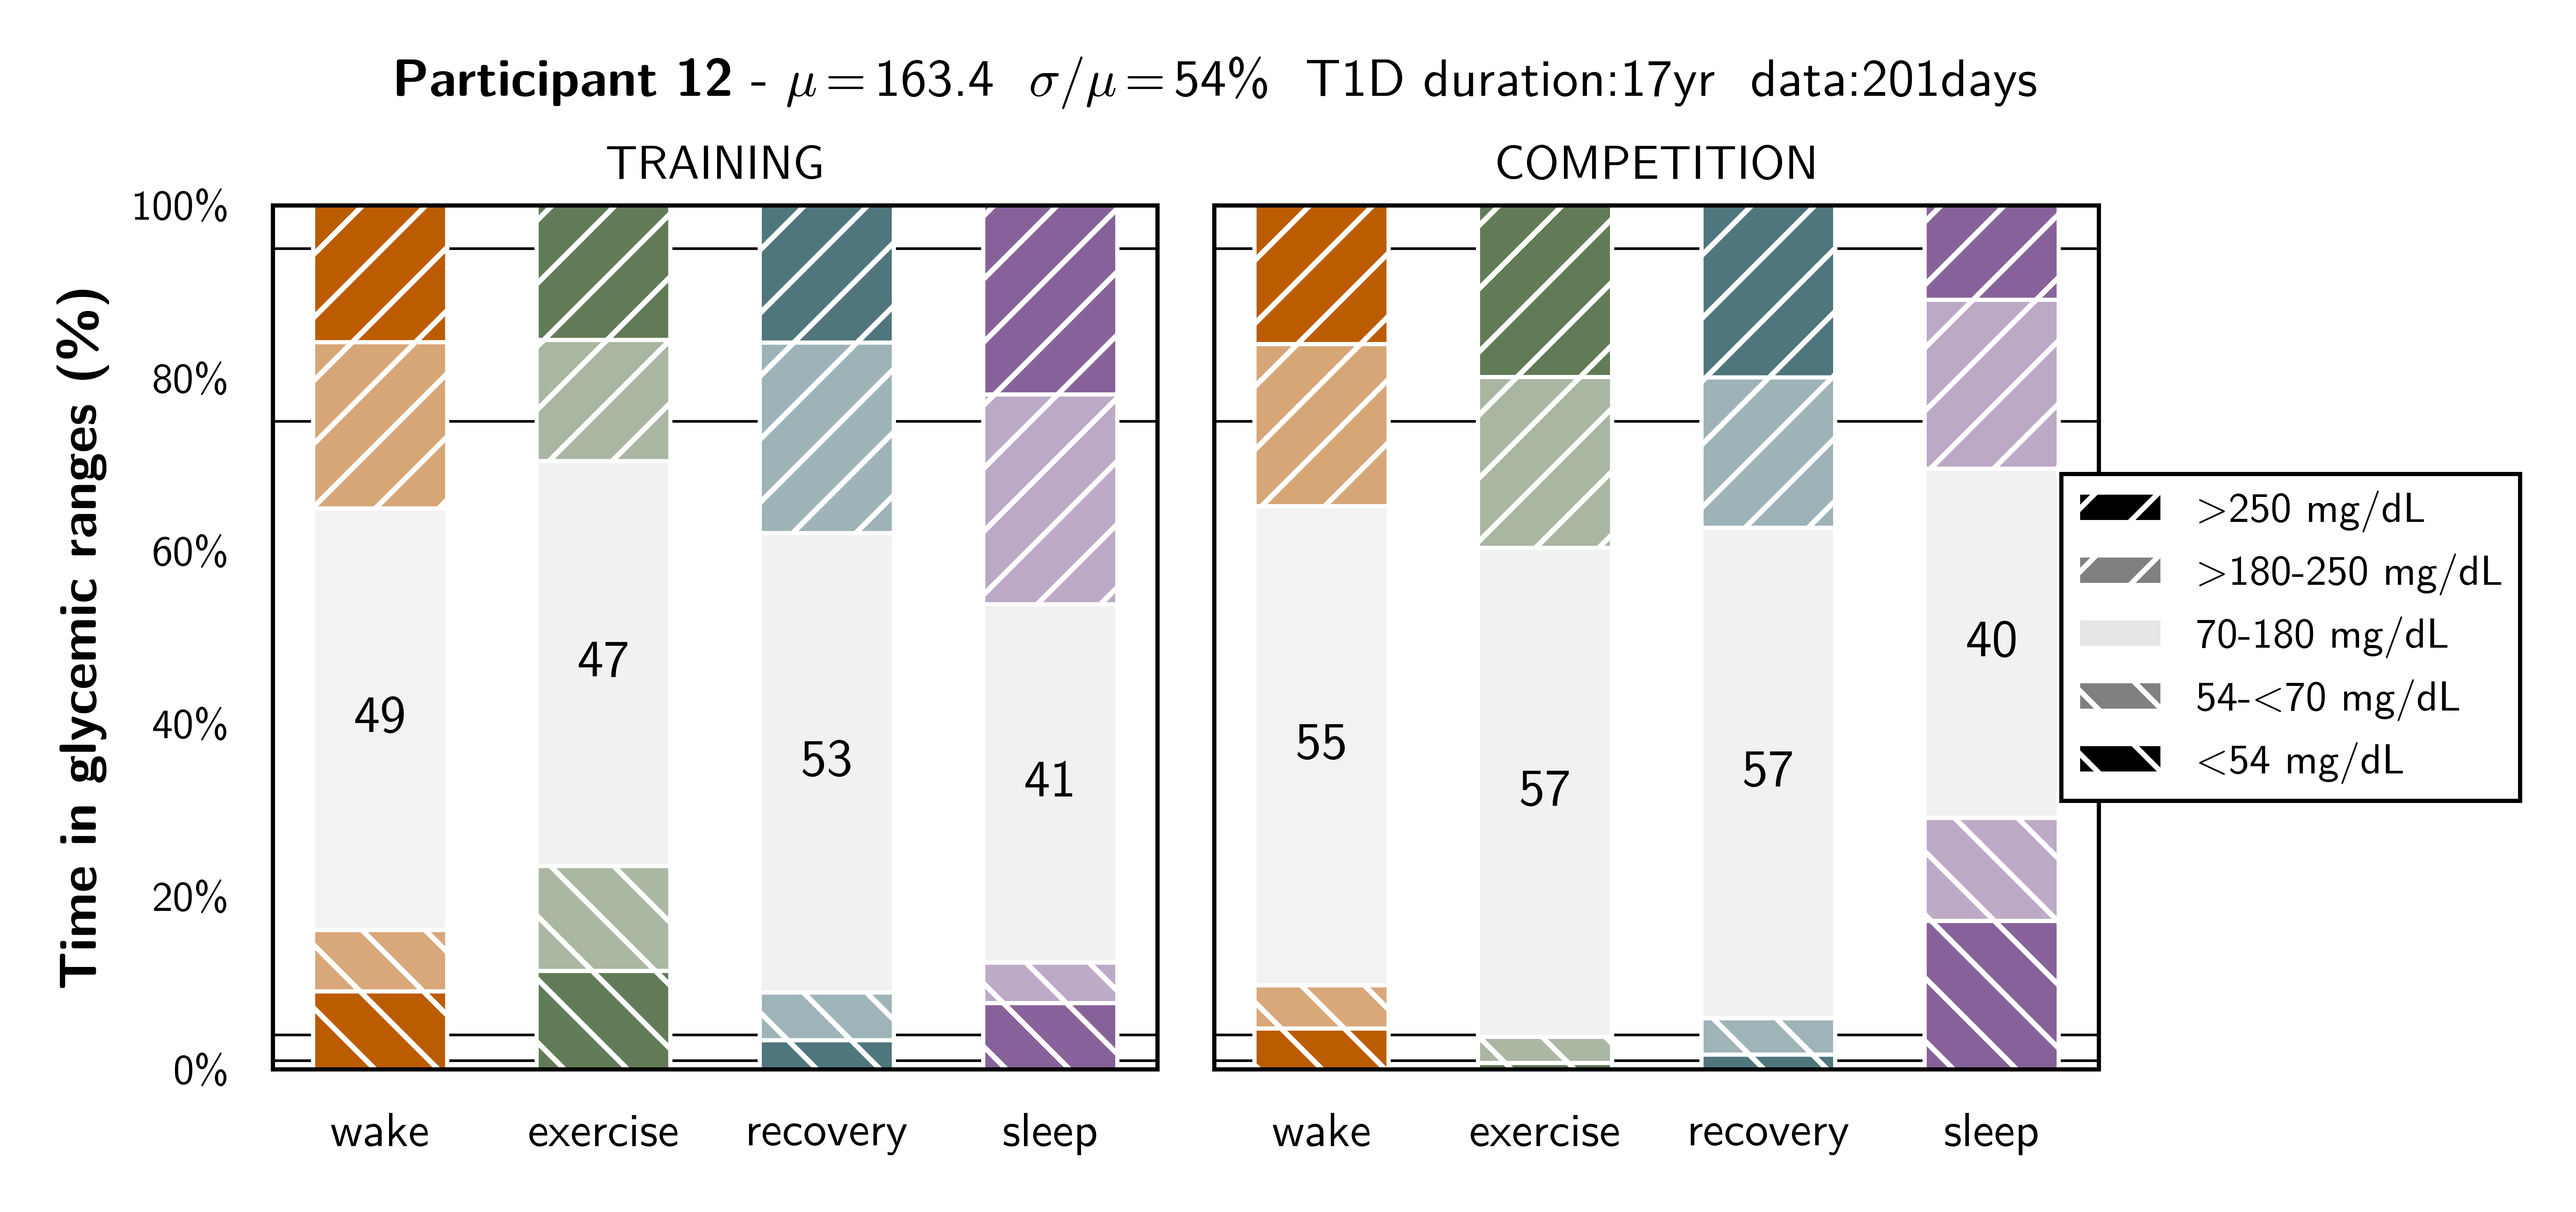 Participant 12 - μ=163.4 σ/μ=54% T1D duration:17yr data:201days
TRAINING
COMPETITION
Time in glycemic ranges (%)
100%
80%
60%
40%
20%
0%
49
47
53
41
55
57
57
40
wake
exercise
recovery
sleep
wake
exercise
recovery
sleep
>250 mg/dL
>180-250 mg/dL
70-180 mg/dL
54-<70 mg/dL
<54 mg/dL